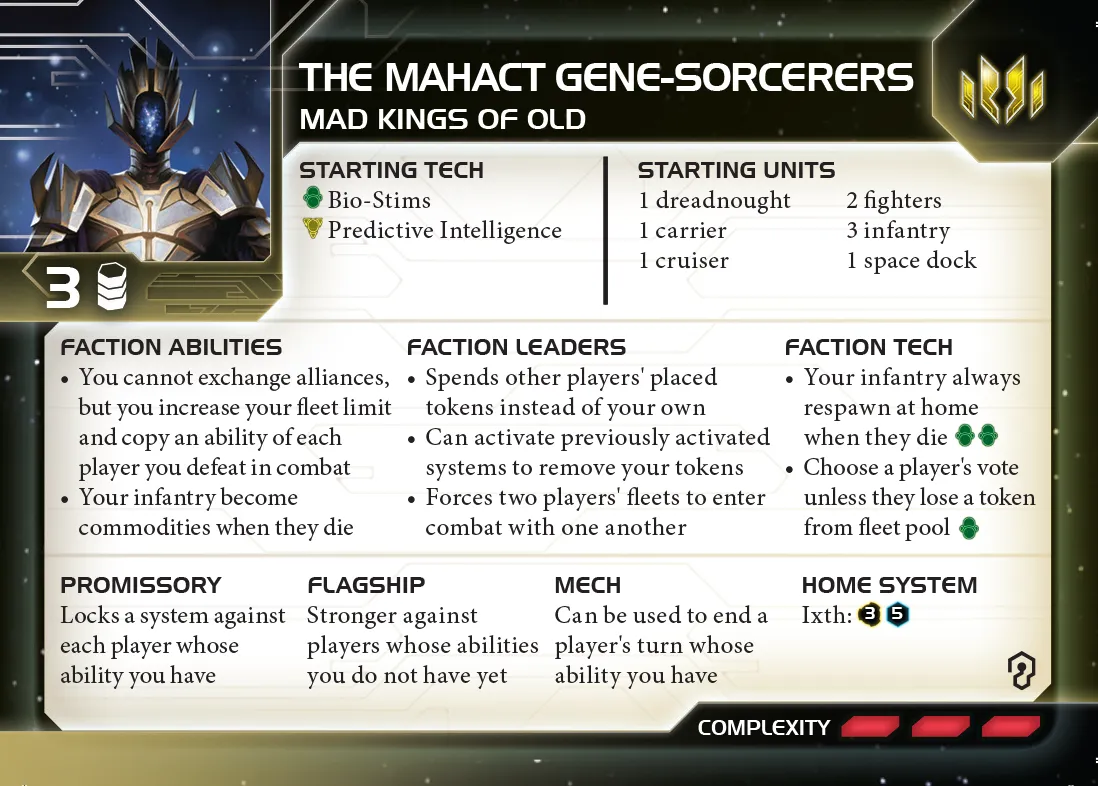 THE MAHACT GENE-SORCERERS
MAD KINGS OF OLD
3
STARTING TECH
Bio-Stims
Predictive Intelligence
STARTING UNITS
1 dreadnought
1 carrier
1 cruiser
2 fighters
3 infantry
1 space dock
FACTION ABILITIES
• You cannot exchange alliances,
but you increase your fleet limit
and copy an ability of each
player you defeat in combat
• Your infantry become
commodities when they die
FACTION LEADERS
• Spends other players' placed
tokens instead of your own
• Can activate previously activated
systems to remove your tokens
• Forces two players' fleets to enter
combat with one another
FACTION TECH
• Your infantry always
respawn at home
when they die
• Choose a player's vote
unless they lose a token
from fleet pool
PROMISSORY
Locks a system against
each player whose
ability you have
FLAGSHIP
Stronger against
players whose abilities
you do not have yet
MECH
Can be used to end a
player's turn whose
ability you have
HOME SYSTEM
Ixth: 3 5
COMPLEXITY